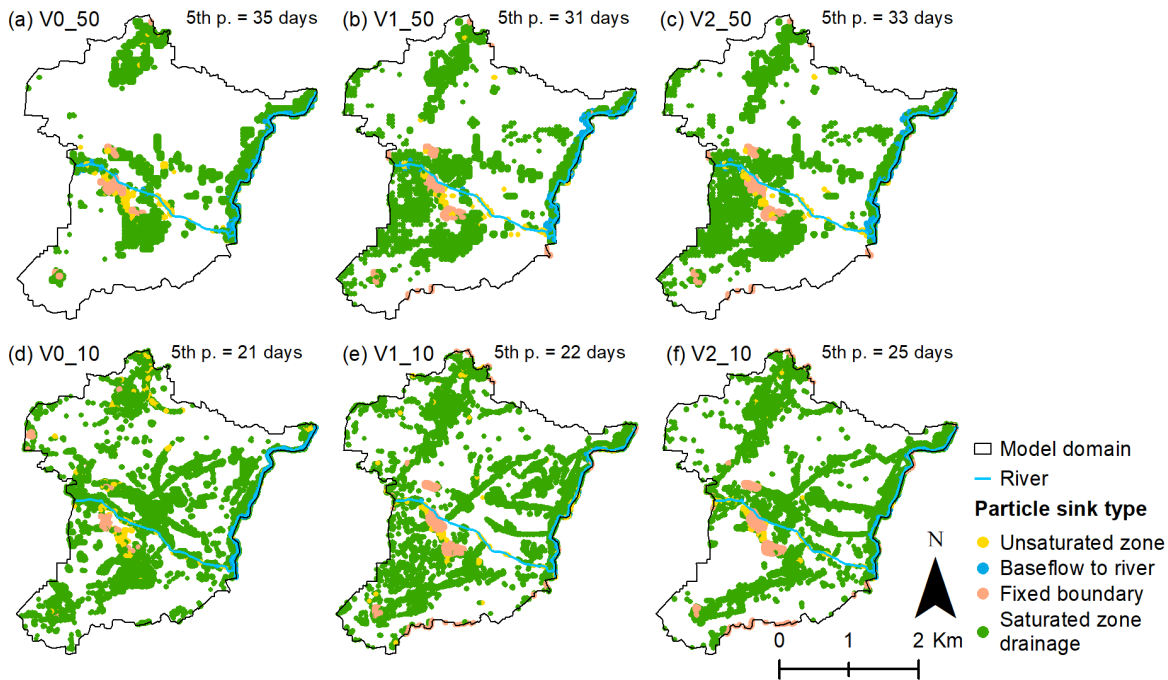 (a) V0_50
5th p. = 35 days
(b) V1_50
5th p. = 31 days
(c) V2_50
5th p. = 33 days
(d) V0_10
5th p. = 21 days
(e) V1_10
5th p. = 22 days
(f) V2_10
5th p. = 25 days
Model domain
River
Particle sink type
Unsaturated zone
Baseflow to river
Fixed boundary
Saturated zone
drainage
N
0 1 2 Km